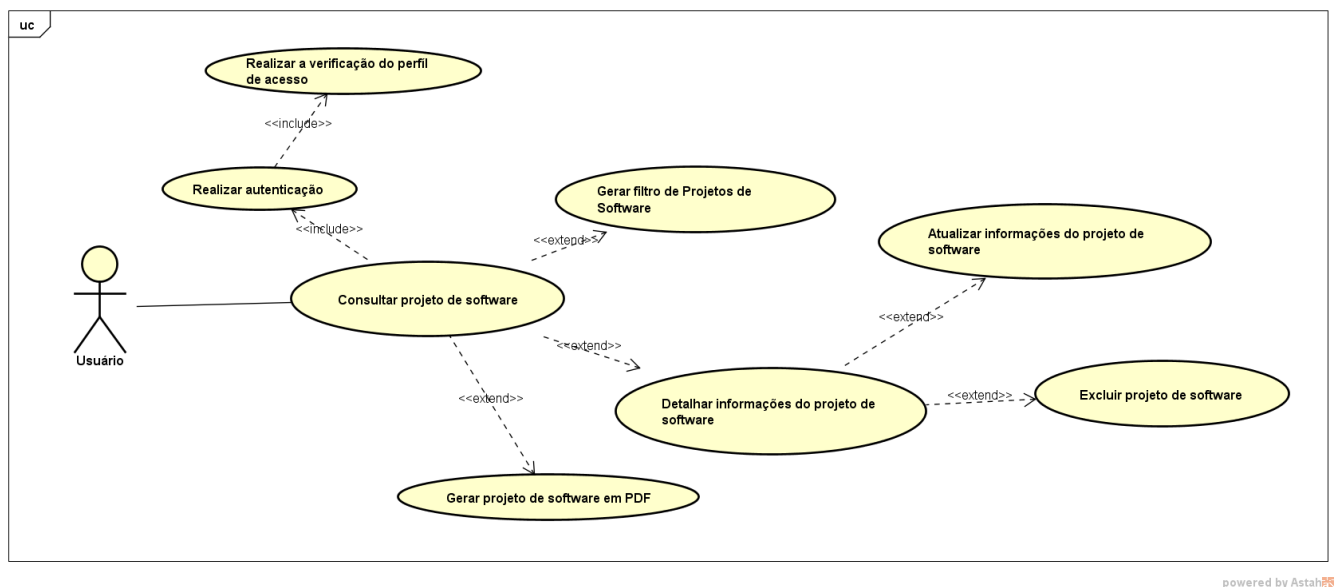 uc
Realizar a verificação do perfil
de acesso
<<include>>
Realizar autenticação
<<include>>
Gerar filtro de Projetos de
Software
<<extend>>
Atualizar informações do projeto de
software
<<extend>>
Consultar projeto de software
Usuário
<<extend>>
Detalhar informações do projeto de
software
<<extend>>
Excluir projeto de software
<<extend>>
Gerar projeto de software em PDF
powered by Astah